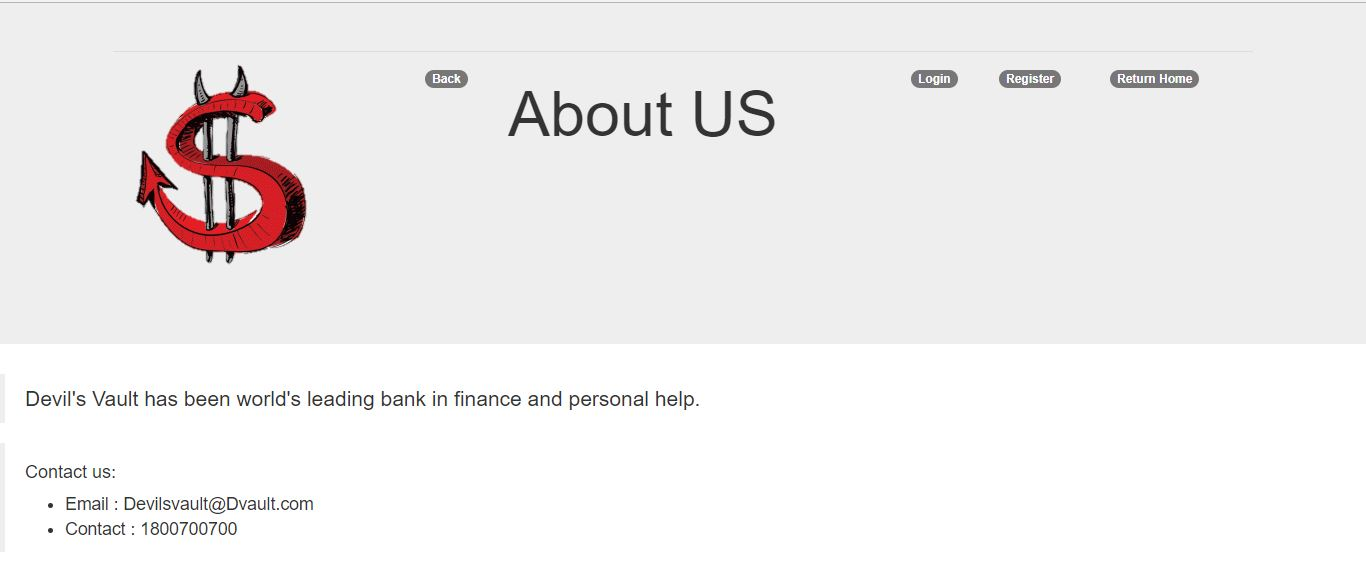 Back
About US
Login
Register
Return Home
Devil's Vault has been world's leading bank in finance and personal help.
Contact us:
Email : Devilsvault@Dvault.com
Contact : 1800700700